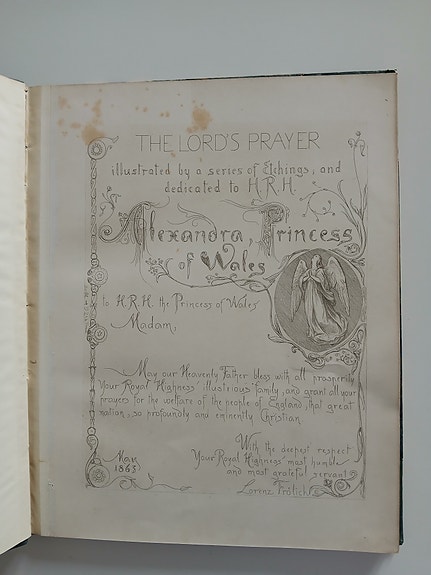 THE LORD'S PRAYER
illustrated by a series of Etchings, and
dedicated to H.R.H.
Alexandra, Princess
of Wales
to H.R.H. the Princess of Wales
Madam,
May our Heavenly Father bless with all prosperity
Your Royal Highness' illustrious family, and grant all your
prayers for the welfare of the people of England, that great
nation, so profoundly and eminently Christian.
With the deepest respect
Your Royal Highness' most humble
and most grateful servant
Lorenz Frölich
May
1863